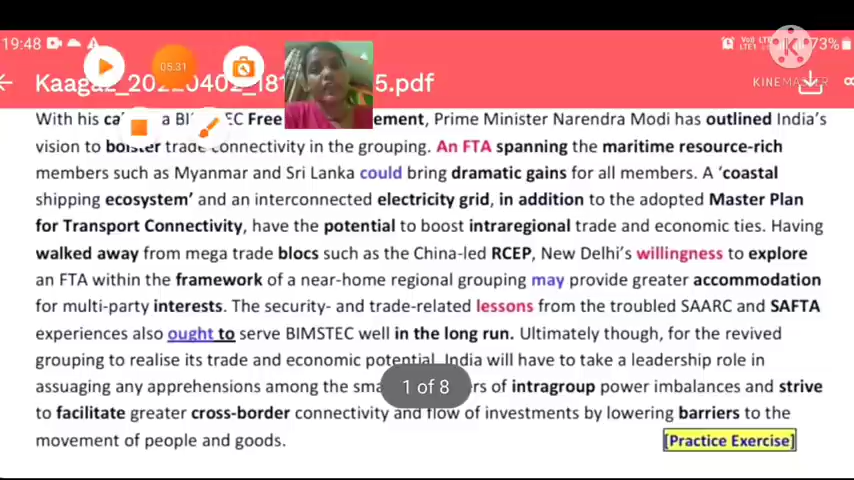 19:48 73%
05:31
Kaagaz_20220402_181 5.pdf
KINEMASTER
With his ca a BI EC Free ement, Prime Minister Narendra Modi has outlined India's
vision to bolster trade connectivity in the grouping. An FTA spanning the maritime resource-rich
members such as Myanmar and Sri Lanka could bring dramatic gains for all members. A 'coastal
shipping ecosystem' and an interconnected electricity grid, in addition to the adopted Master Plan
for Transport Connectivity, have the potential to boost intraregional trade and economic ties. Having
walked away from mega trade blocs such as the China-led RCEP, New Delhi's willingness to explore
an FTA within the framework of a near-home regional grouping may provide greater accommodation
for multi-party interests. The security- and trade-related lessons from the troubled SAARC and SAFTA
experiences also ought to serve BIMSTEC well in the long run. Ultimately though, for the revived
grouping to realise its trade and economic potential, India will have to take a leadership role in
assuaging any apprehensions among the sma 1 of 8 rs of intragroup power imbalances and strive
to facilitate greater cross-border connectivity and flow of investments by lowering barriers to the
movement of people and goods. [Practice Exercise]